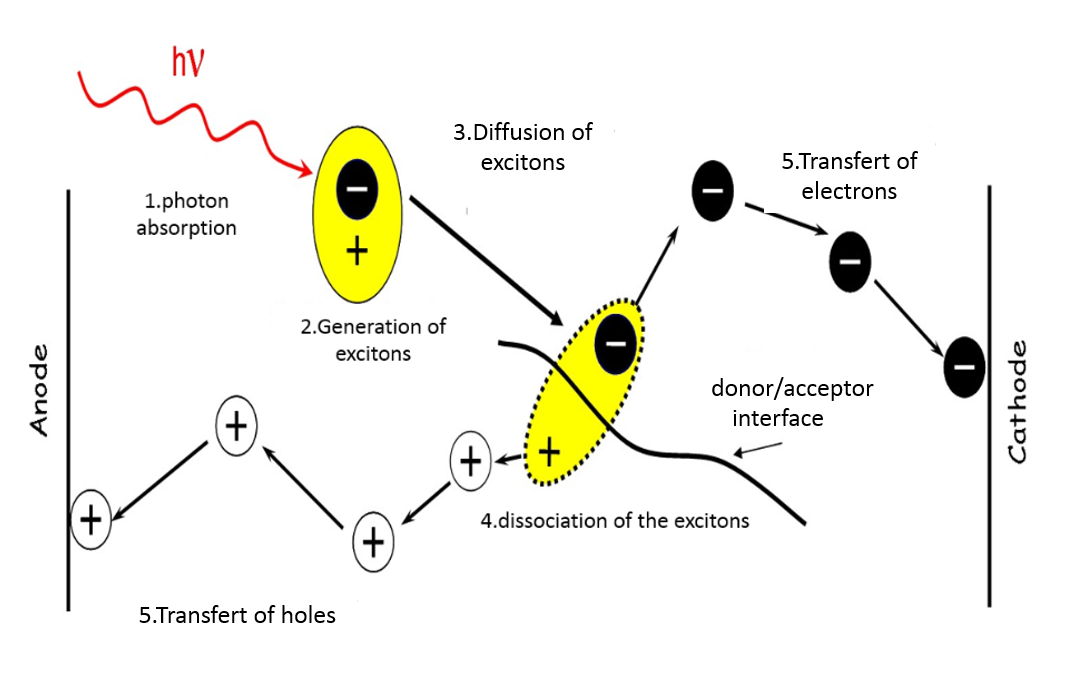 hν
3.Diffusion of
excitons
5.Transfert of
electrons
1.photon
absorption
−
+
−
−
−
−
2.Generation of
excitons
donor/acceptor
interface
Anode
Cathode
+
+
+
+
+
4.dissociation of the excitons
5.Transfert of holes